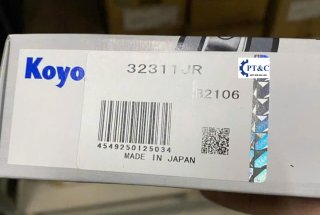 Koyo
32311JR
PT&C
32106
4549250125034
MADE IN JAPAN